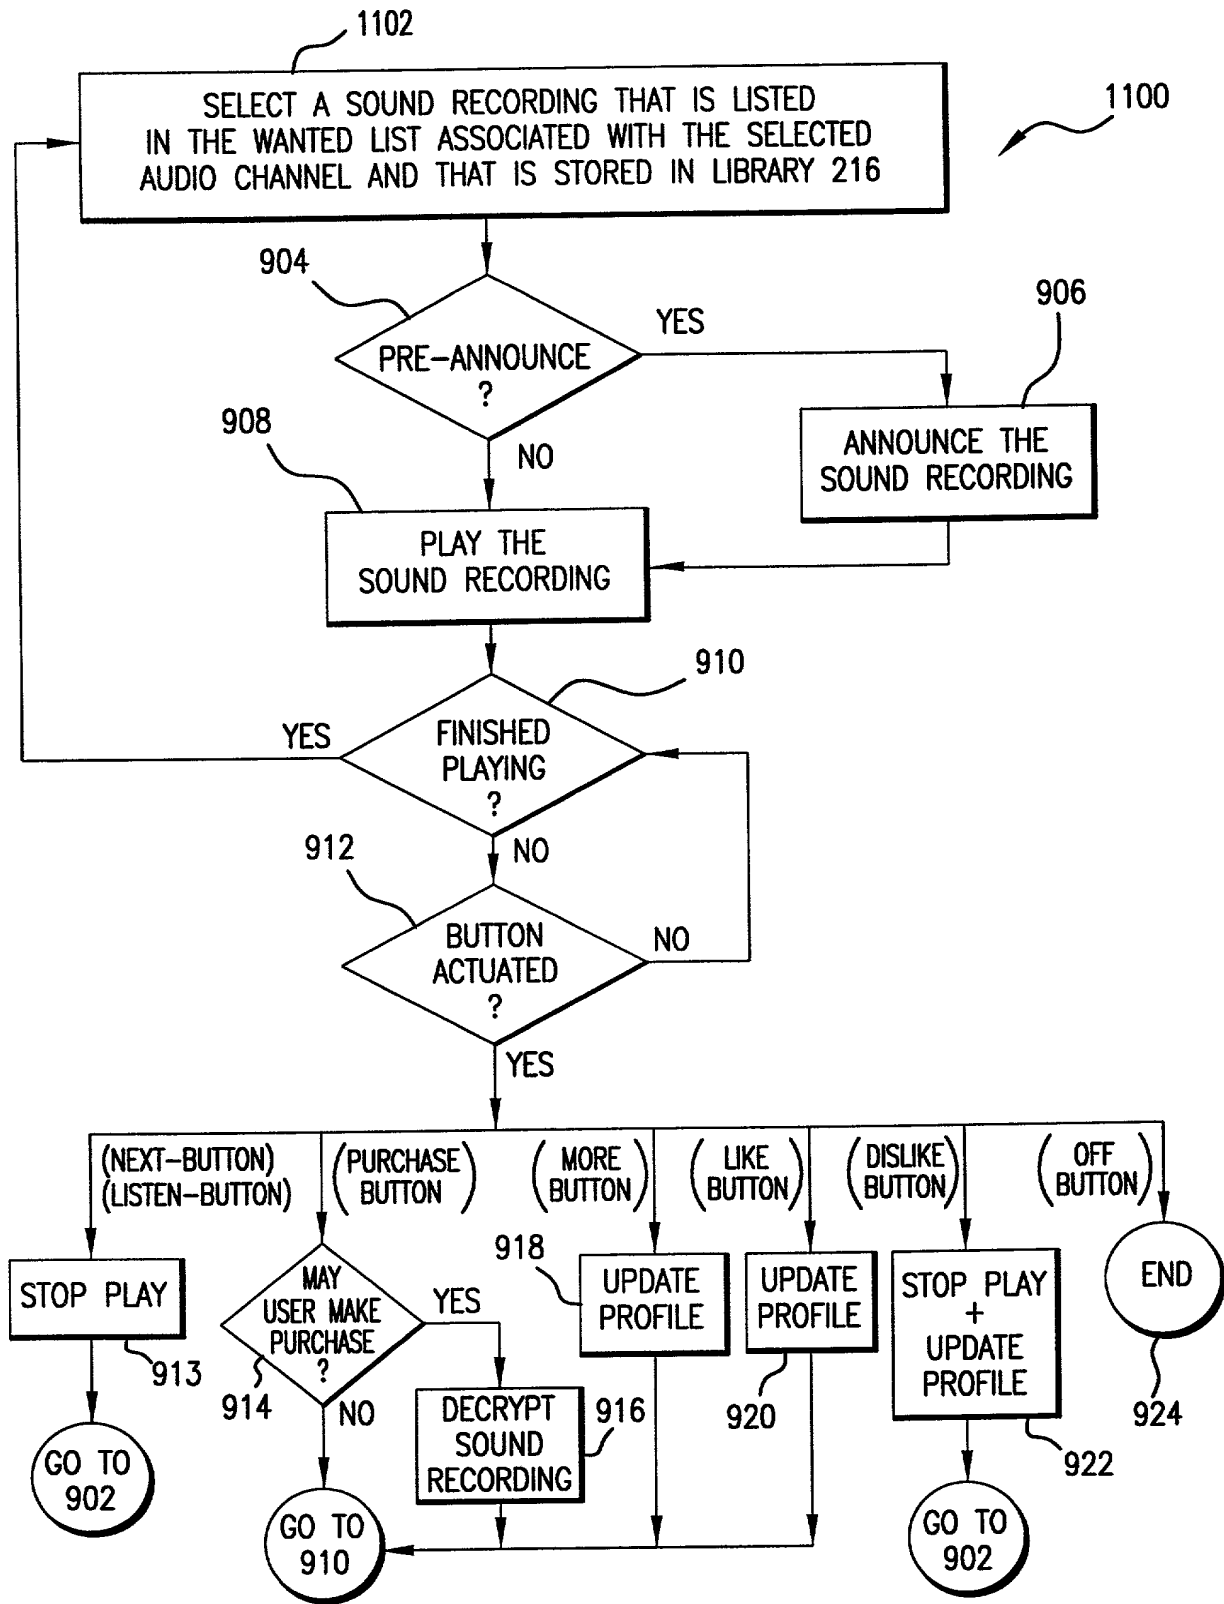 1102
1100
SELECT A SOUND RECORDING THAT IS LISTED
IN THE WANTED LIST ASSOCIATED WITH THE SELECTED
AUDIO CHANNEL AND THAT IS STORED IN LIBRARY 216
904
PRE-ANNOUNCE
?
YES
NO
906
ANNOUNCE THE
SOUND RECORDING
908
PLAY THE
SOUND RECORDING
910
FINISHED
PLAYING
?
YES
NO
912
BUTTON
ACTUATED
?
NO
YES
(NEXT-BUTTON)
(LISTEN-BUTTON)
(PURCHASE
BUTTON)
(MORE
BUTTON)
(LIKE
BUTTON)
(DISLIKE
BUTTON)
(OFF
BUTTON)
STOP PLAY
913
GO TO
902
MAY
USER MAKE
PURCHASE
?
914
YES
NO
DECRYPT
SOUND
RECORDING
916
GO TO
910
918
UPDATE
PROFILE
UPDATE
PROFILE
920
STOP PLAY
+
UPDATE
PROFILE
922
GO TO
902
END
924